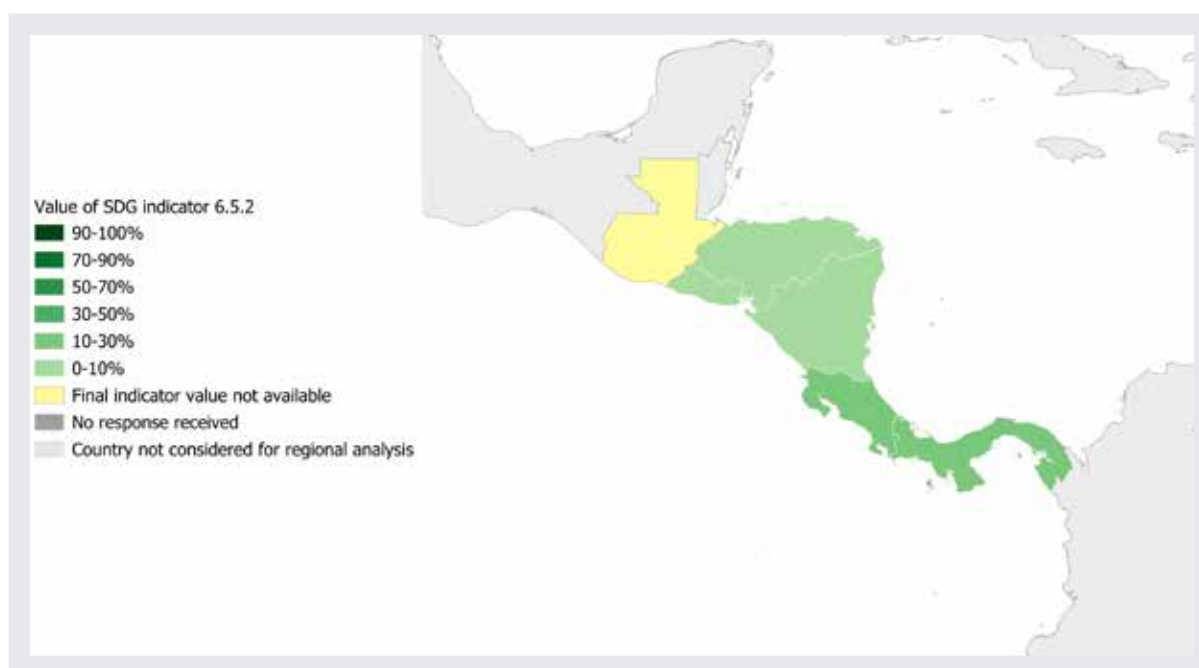 Value of SDG indicator 6.5.2
90-100%
70-90%
50-70%
30-50%
10-30%
0-10%
Final indicator value not available
No response received
Country not considered for regional analysis